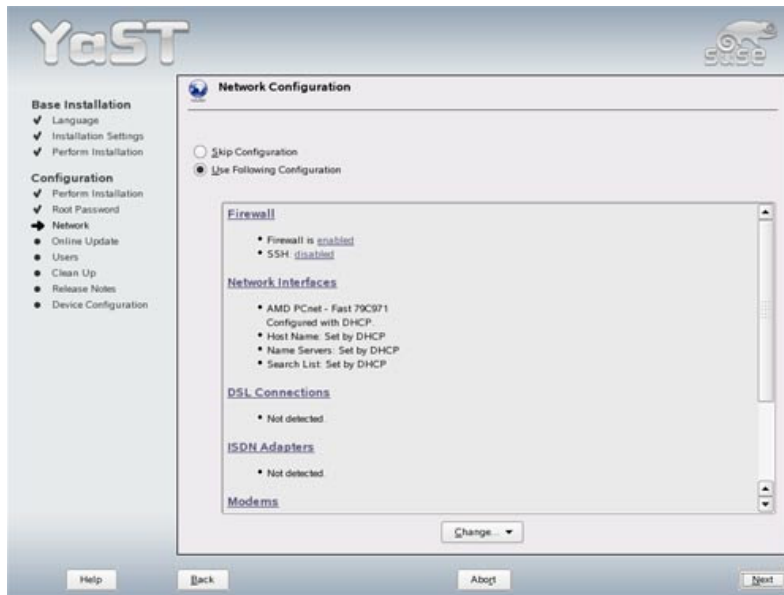 YaST
SUSE
Base Installation
Language
Installation Settings
Perform Installation
Configuration
Perform Installation
Root Password
Network
Online Update
Users
Clean Up
Release Notes
Device Configuration
Network Configuration
Skip Configuration
Use Following Configuration
Firewall
• Firewall is enabled
• SSH: disabled
Network Interfaces
• AMD PCnet - Fast 79C971
Configured with DHCP.
• Host Name: Set by DHCP
• Name Servers: Set by DHCP
• Search List: Set by DHCP
DSL Connections
• Not detected.
ISDN Adapters
• Not detected.
Modems
Change...
Help
Back
Abort
Next